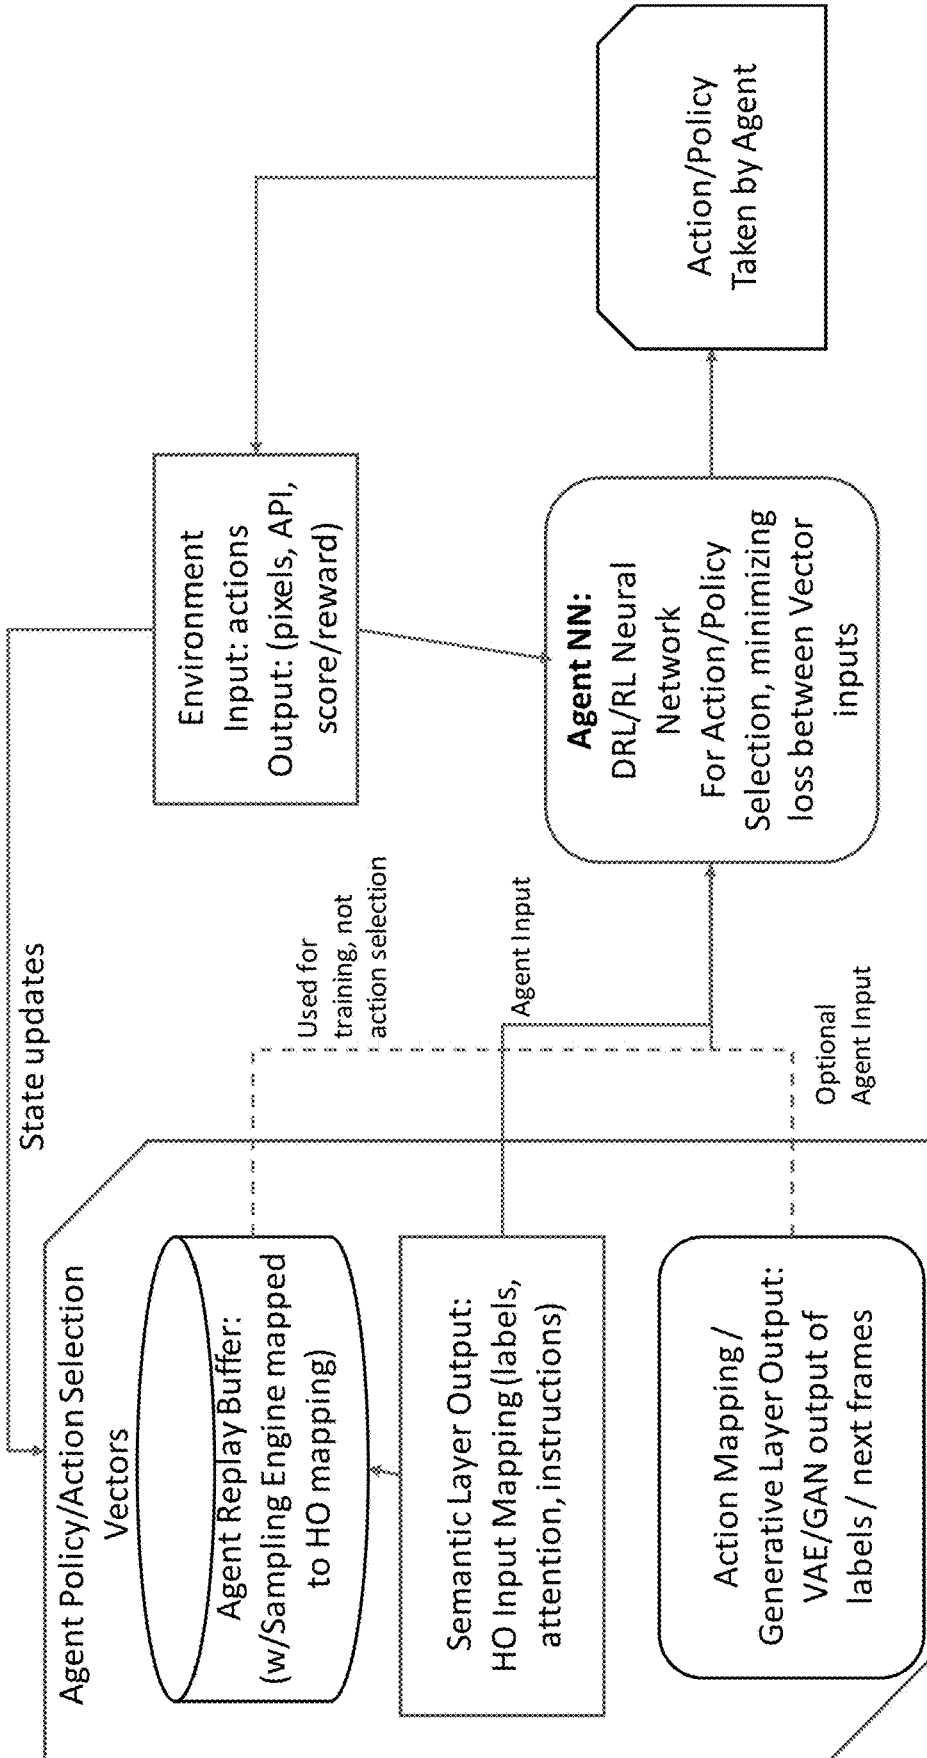 State updates
Agent Policy/Action Selection
Vectors
Agent Replay Buffer:
(w/Sampling Engine mapped
to HO mapping)
Semantic Layer Output:
HO Input Mapping (labels,
attention, instructions)
Action Mapping /
Generative Layer Output:
VAE/GAN output of
labels / next frames
Used for
training, not
action selection
Agent Input
Optional
Agent Input
Environment
Input: actions
Output: (pixels, API,
score/reward)
Agent NN:
DRL/RL Neural
Network
For Action/Policy
Selection, minimizing
loss between Vector
inputs
Action/Policy
Taken by Agent